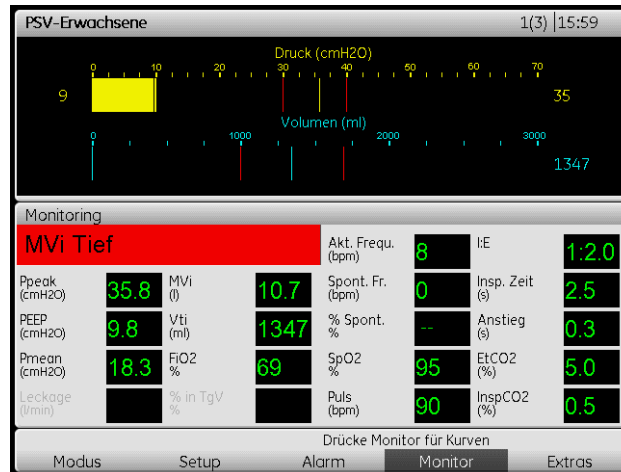 PSV-Erwachsene 1(3) 15:59
Druck (cmH2O)
0 10 20 30 40 50 60 70
9 35
Volumen (ml)
0 1000 2000 3000
1347
Monitoring
MVi Tief
Akt. Frequ. (bpm) 8 I:E 1:2.0
Ppeak (cmH2O) 35.8 MVi (l) 10.7 Spont. Fr. (bpm) 0 Insp. Zeit (s) 2.5
PEEP (cmH2O) 9.8 Vti (ml) 1347 % Spont. % -- Anstieg (s) 0.3
Pmean (cmH2O) 18.3 FiO2 % 69 SpO2 % 95 EtCO2 (%) 5.0
Leckage (l/min) % in TgV % Puls (bpm) 90 InspCO2 (%) 0.5
Drücke Monitor für Kurven
Modus Setup Alarm Monitor Extras